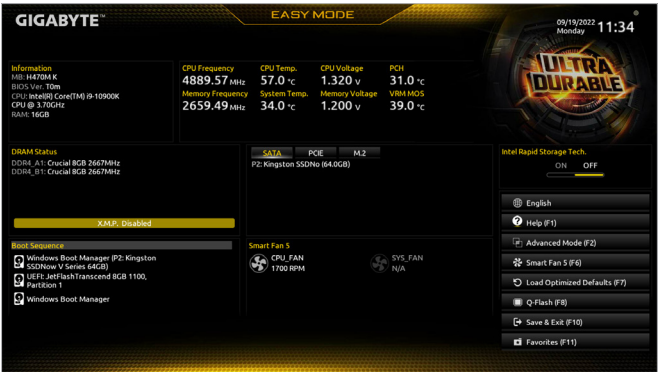 GIGABYTE™
EASY MODE
09/19/2022
Monday
11:34
Information
MB: H470M K
BIOS Ver. T0m
CPU: Intel(R) Core(TM) i9-10900K
CPU @ 3.70GHz
RAM: 16GB
CPU Frequency
4889.57 MHz
CPU Temp.
57.0 °C
CPU Voltage
1.320 V
PCH
31.0 °C
Memory Frequency
2659.49 MHz
System Temp.
34.0 °C
Memory Voltage
1.200 V
VRM MOS
39.0 °C
ULTRA
DURABLE
DRAM Status
DDR4_A1: Crucial 8GB 2667MHz
DDR4_B1: Crucial 8GB 2667MHz
X.M.P. Disabled
SATA
PCIE
M.2
P2: Kingston SSDNo (64.0GB)
Intel Rapid Storage Tech.
ON
OFF
Boot Sequence
Windows Boot Manager (P2: Kingston
SSDNow V Series 64GB)
UEFI: JetFlashTranscend 8GB 1100,
Partition 1
Windows Boot Manager
Smart Fan 5
CPU_FAN
1700 RPM
SYS_FAN
N/A
English
Help (F1)
Advanced Mode (F2)
Smart Fan 5 (F6)
Load Optimized Defaults (F7)
Q-Flash (F8)
Save & Exit (F10)
Favorites (F11)